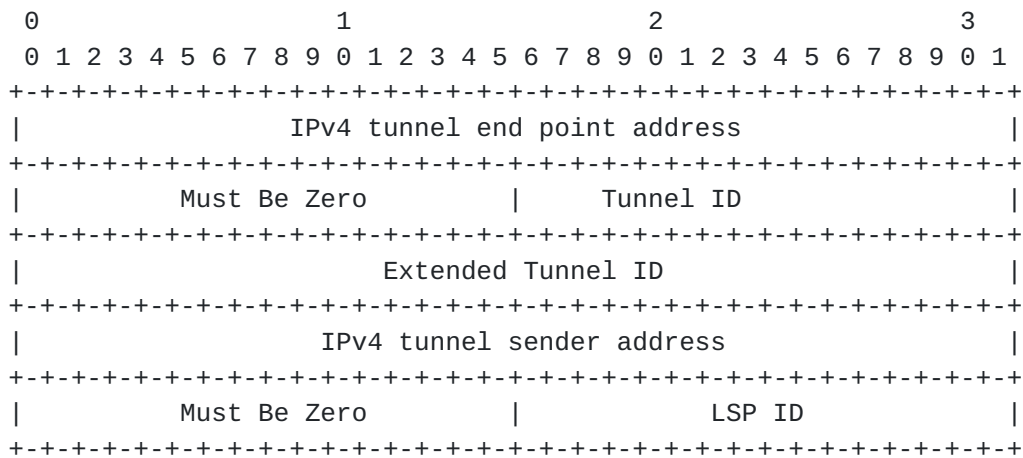 0                   1                   2                   3
 0 1 2 3 4 5 6 7 8 9 0 1 2 3 4 5 6 7 8 9 0 1 2 3 4 5 6 7 8 9 0 1
+-+-+-+-+-+-+-+-+-+-+-+-+-+-+-+-+-+-+-+-+-+-+-+-+-+-+-+-+-+-+-+-+
|                 IPv4 tunnel end point address                 |
+-+-+-+-+-+-+-+-+-+-+-+-+-+-+-+-+-+-+-+-+-+-+-+-+-+-+-+-+-+-+-+-+
|          Must Be Zero         |     Tunnel ID                 |
+-+-+-+-+-+-+-+-+-+-+-+-+-+-+-+-+-+-+-+-+-+-+-+-+-+-+-+-+-+-+-+-+
|                       Extended Tunnel ID                      |
+-+-+-+-+-+-+-+-+-+-+-+-+-+-+-+-+-+-+-+-+-+-+-+-+-+-+-+-+-+-+-+-+
|                   IPv4 tunnel sender address                  |
+-+-+-+-+-+-+-+-+-+-+-+-+-+-+-+-+-+-+-+-+-+-+-+-+-+-+-+-+-+-+-+-+
|          Must Be Zero         |            LSP ID             |
+-+-+-+-+-+-+-+-+-+-+-+-+-+-+-+-+-+-+-+-+-+-+-+-+-+-+-+-+-+-+-+-+